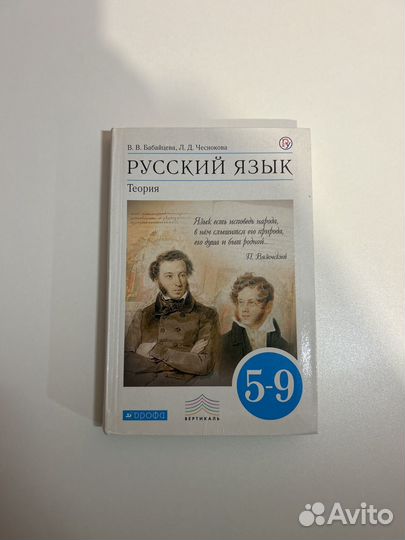 В. В. Бабайцева, Л. Д. Чеснокова
РУССКИЙ ЯЗЫК
Теория
Язык есть исповедь народа,
в нём слышится его природа,
его душа и быт родной...
П. Вяземский
5-9
дрофа
ВЕРТИКАЛЬ
Avito